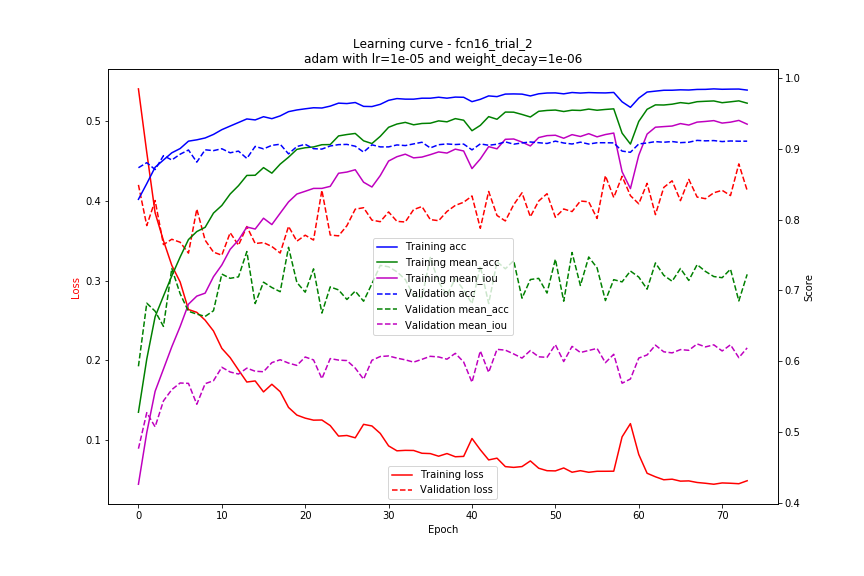 Learning curve - fcn16_trial_2
adam with lr=1e-05 and weight_decay=1e-06
Loss
0.5
0.4
0.3
0.2
0.1
1.0
0.9
0.8
0.7
0.6
0.5
0.4
Score
Training acc
Training mean_acc
Training mean_iou
Validation acc
Validation mean_acc
Validation mean_iou
Training loss
Validation loss
0 10 20 30 40 50 60 70
Epoch